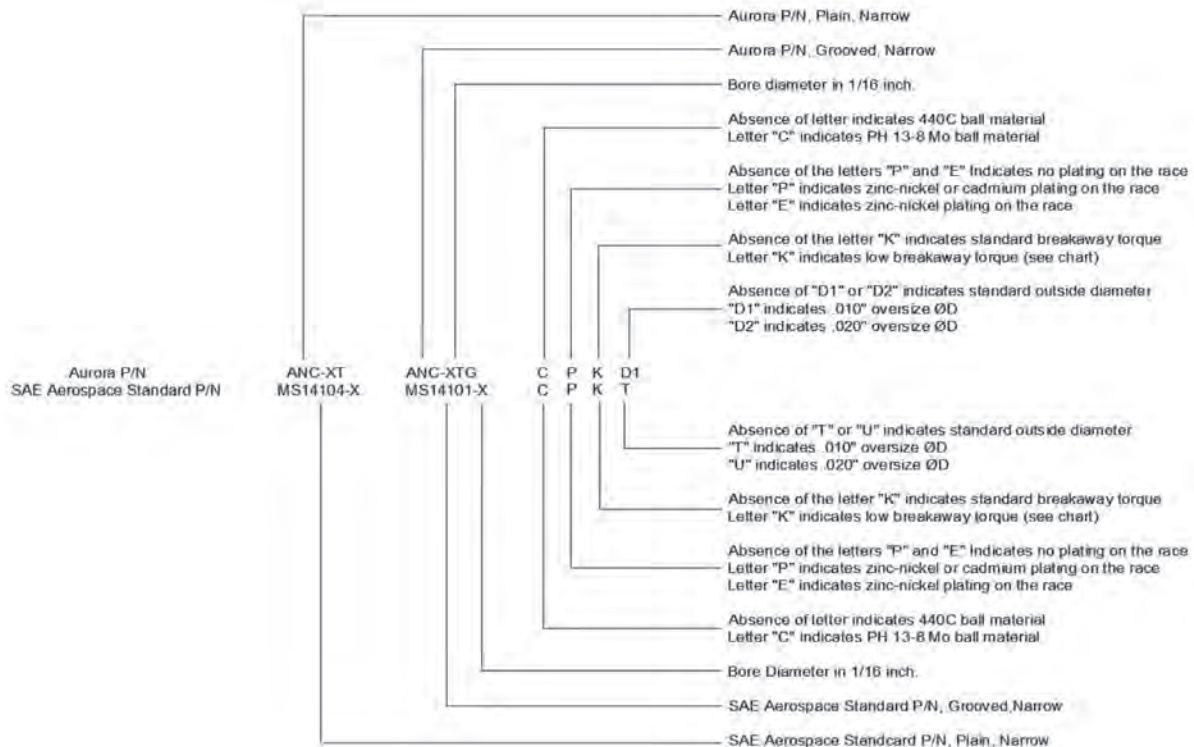 Aurora P/N, Plain, Narrow
Aurora P/N, Grooved, Narrow
Bore diameter in 1/16 inch.
Absence of letter indicates 440C ball material
Letter "C" indicates PH 13-8 Mo ball material
Absence of the letters "P" and "E" Indicates no plating on the race
Letter "P" indicates zinc-nickel or cadmium plating on the race
Letter "E" indicates zinc-nickel plating on the race
Absence of the letter "K" indicates standard breakaway torque
Letter "K" indicates low breakaway torque (see chart)
Absence of "D1" or "D2" indicates standard outside diameter
"D1" indicates .010" oversize ØD
"D2" indicates .020" oversize ØD
Aurora P/N ANC-XT ANC-XTG C P K D1
SAE Aerospace Standard P/N MS14104-X MS14101-X C P K T
Absence of "T" or "U" indicates standard outside diameter
"T" indicates .010" oversize ØD
"U" indicates .020" oversize ØD
Absence of the letter "K" indicates standard breakaway torque
Letter "K" indicates low breakaway torque (see chart)
Absence of the letters "P" and "E" Indicates no plating on the race
Letter "P" indicates zinc-nickel or cadmium plating on the race
Letter "E" indicates zinc-nickel plating on the race
Absence of letter indicates 440C ball material
Letter "C" indicates PH 13-8 Mo ball material
Bore Diameter in 1/16 inch.
SAE Aerospace Standard P/N, Grooved,Narrow
SAE Aerospace Standcard P/N, Plain, Narrow